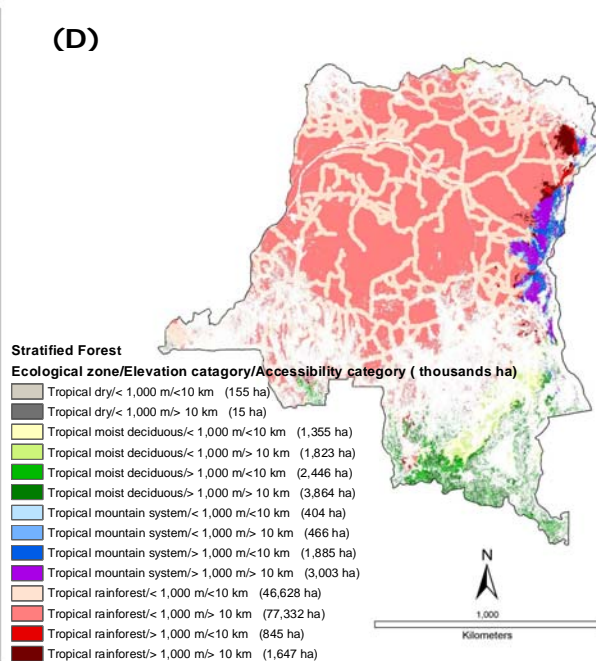 (D)
Stratified Forest
Ecological zone/Elevation catagory/Accessibility category ( thousands ha)
Tropical dry/< 1,000 m/<10 km (155 ha)
Tropical dry/< 1,000 m/> 10 km (15 ha)
Tropical moist deciduous/< 1,000 m/<10 km (1,355 ha)
Tropical moist deciduous/< 1,000 m/> 10 km (1,823 ha)
Tropical moist deciduous/> 1,000 m/<10 km (2,446 ha)
Tropical moist deciduous/> 1,000 m/> 10 km (3,864 ha)
Tropical mountain system/< 1,000 m/<10 km (404 ha)
Tropical mountain system/< 1,000 m/> 10 km (466 ha)
Tropical mountain system/> 1,000 m/<10 km (1,885 ha)
Tropical mountain system/> 1,000 m/> 10 km (3,003 ha)
Tropical rainforest/< 1,000 m/<10 km (46,628 ha)
Tropical rainforest/< 1,000 m/> 10 km (77,332 ha)
Tropical rainforest/> 1,000 m/<10 km (845 ha)
Tropical rainforest/> 1,000 m/> 10 km (1,647 ha)
N
1,000
Kilometers